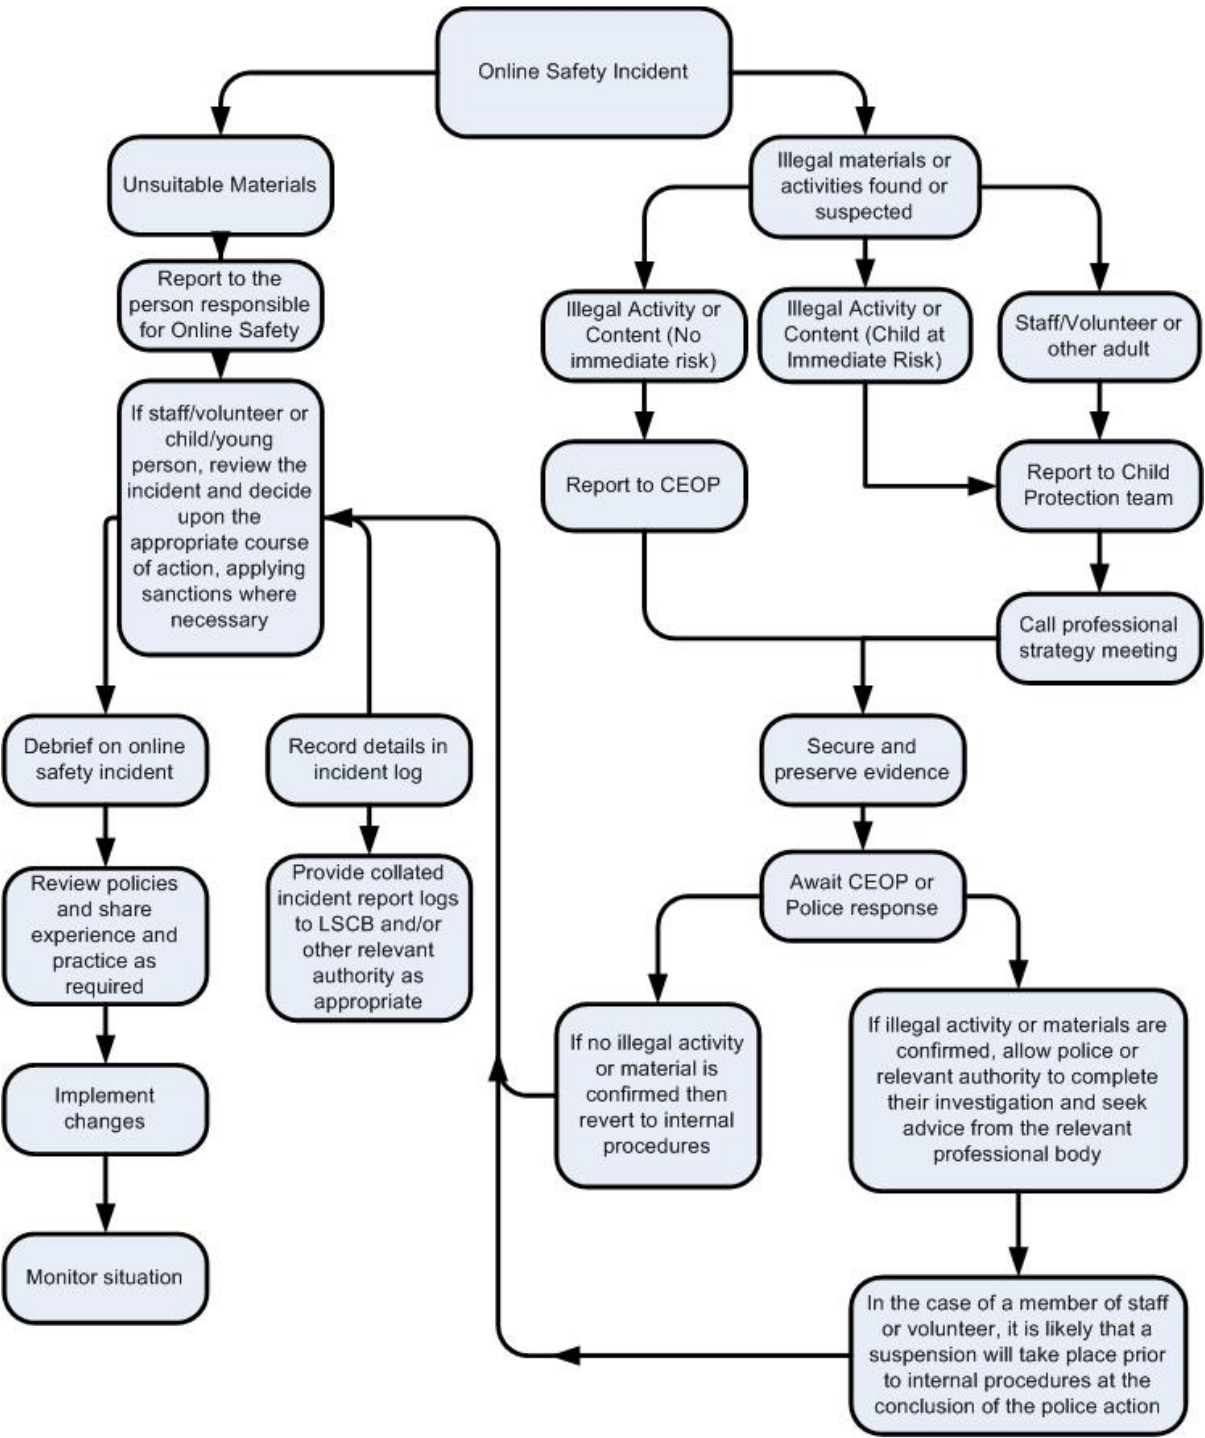 Online Safety Incident
Unsuitable Materials
Illegal materials or
activities found or
suspected
Report to the
person responsible
for Online Safety
Illegal Activity or
Content (No
immediate risk)
Illegal Activity or
Content (Child at
Immediate Risk)
Staff/Volunteer or
other adult
If staff/volunteer or
child/young
person, review the
incident and decide
upon the
appropriate course
of action, applying
sanctions where
necessary
Report to CEOP
Report to Child
Protection team
Call professional
strategy meeting
Debrief on online
safety incident
Record details in
incident log
Secure and
preserve evidence
Review policies
and share
experience and
practice as
required
Provide collated
incident report logs
to LSCB and/or
other relevant
authority as
appropriate
Await CEOP or
Police response
If no illegal activity
or material is
confirmed then
revert to internal
procedures
If illegal activity or materials are
confirmed, allow police or
relevant authority to complete
their investigation and seek
advice from the relevant
professional body
Implement
changes
Monitor situation
In the case of a member of staff
or volunteer, it is likely that a
suspension will take place prior
to internal procedures at the
conclusion of the police action